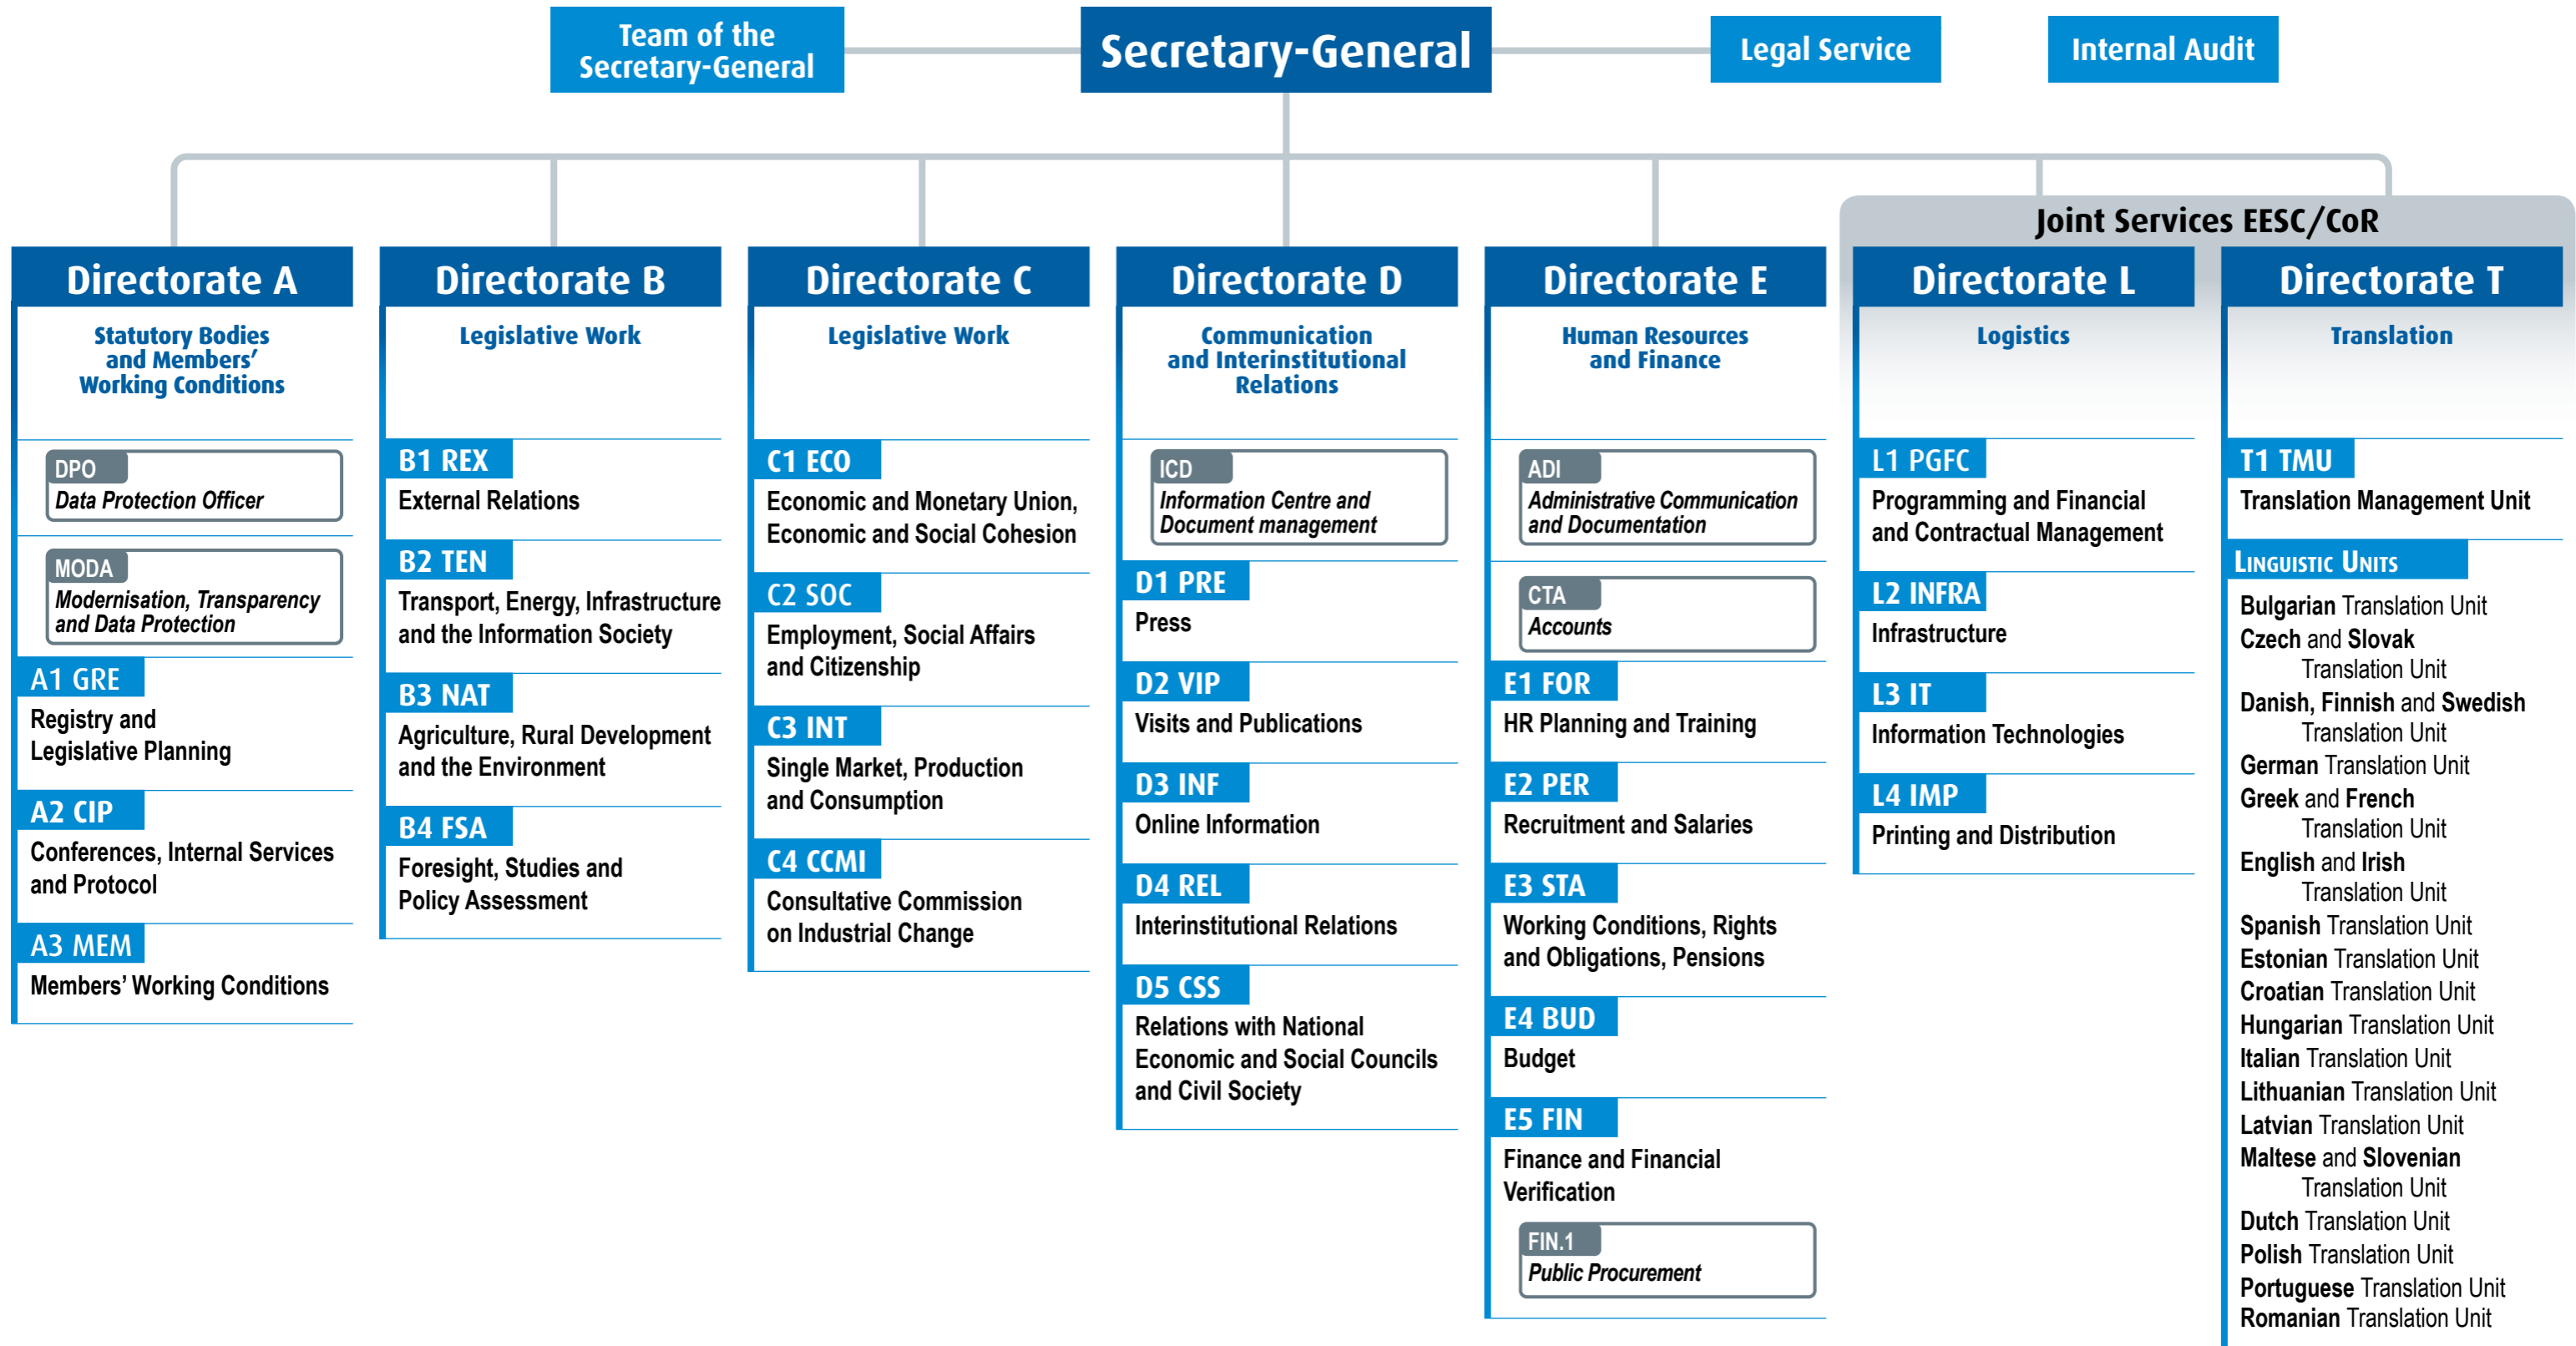 Team of the
Secretary-General
Secretary-General
Legal Service
Internal Audit
Joint Services EESC/CoR
Directorate A
Statutory Bodies
and Members’
Working Conditions
DPO
Data Protection Officer
MODA
Modernisation, Transparency
and Data Protection
A1 GRE
Registry and
Legislative Planning
A2 CIP
Conferences, Internal Services
and Protocol
A3 MEM
Members’ Working Conditions
Directorate B
Legislative Work
B1 REX
External Relations
B2 TEN
Transport, Energy, Infrastructure
and the Information Society
B3 NAT
Agriculture, Rural Development
and the Environment
B4 FSA
Foresight, Studies and
Policy Assessment
Directorate C
Legislative Work
C1 ECO
Economic and Monetary Union,
Economic and Social Cohesion
C2 SOC
Employment, Social Affairs
and Citizenship
C3 INT
Single Market, Production
and Consumption
C4 CCMI
Consultative Commission
on Industrial Change
Directorate D
Communication
and Interinstitutional
Relations
ICD
Information Centre and
Document management
D1 PRE
Press
D2 VIP
Visits and Publications
D3 INF
Online Information
D4 REL
Interinstitutional Relations
D5 CSS
Relations with National
Economic and Social Councils
and Civil Society
Directorate E
Human Resources
and Finance
ADI
Administrative Communication
and Documentation
CTA
Accounts
E1 FOR
HR Planning and Training
E2 PER
Recruitment and Salaries
E3 STA
Working Conditions, Rights
and Obligations, Pensions
E4 BUD
Budget
E5 FIN
Finance and Financial
Verification
FIN.1
Public Procurement
Directorate L
Logistics
L1 PGFC
Programming and Financial
and Contractual Management
L2 INFRA
Infrastructure
L3 IT
Information Technologies
L4 IMP
Printing and Distribution
Directorate T
Translation
T1 TMU
Translation Management Unit
Linguistic Units
Bulgarian Translation Unit
Czech and Slovak
Translation Unit
Danish, Finnish and Swedish
Translation Unit
German Translation Unit
Greek and French
Translation Unit
English and Irish
Translation Unit
Spanish Translation Unit
Estonian Translation Unit
Croatian Translation Unit
Hungarian Translation Unit
Italian Translation Unit
Lithuanian Translation Unit
Latvian Translation Unit
Maltese and Slovenian
Translation Unit
Dutch Translation Unit
Polish Translation Unit
Portuguese Translation Unit
Romanian Translation Unit